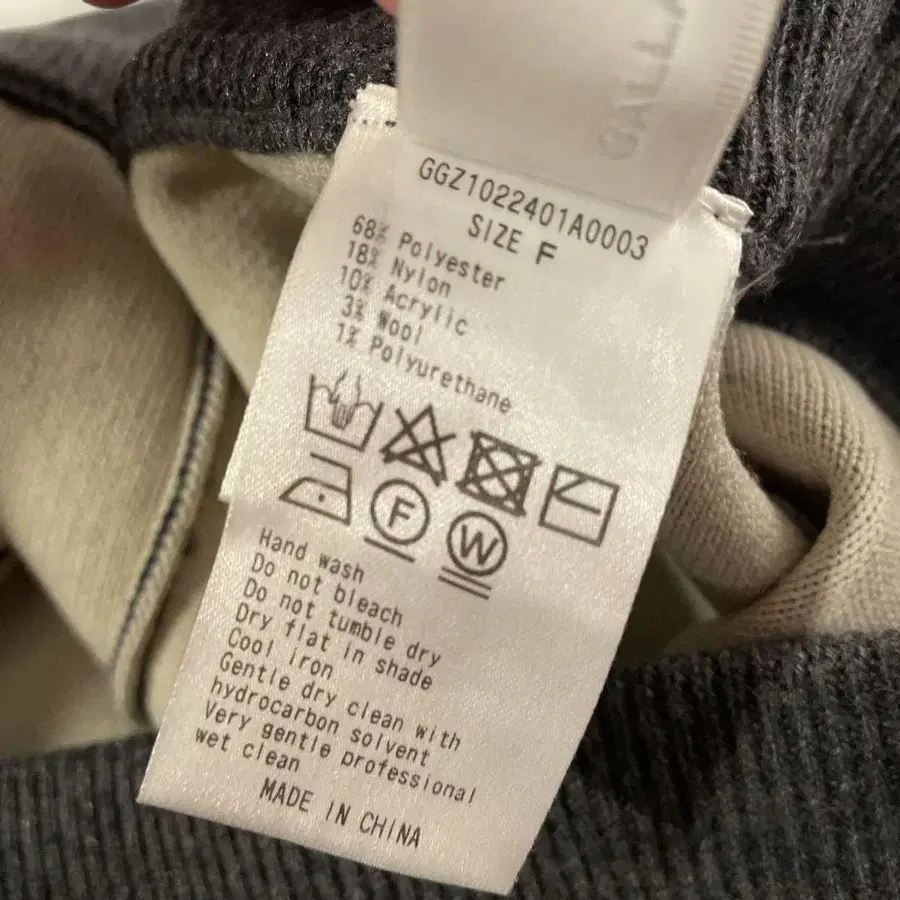 GGZ1022401A0003
SIZE F
68% Polyester
18% Nylon
10% Acrylic
3% Wool
1% Polyurethane
F
W
Hand wash
Do not bleach
Do not tumble dry
Dry flat in shade
Cool iron
Gentle dry clean with
hydrocarbon solvent
Very gentle professional
wet clean
MADE IN CHINA